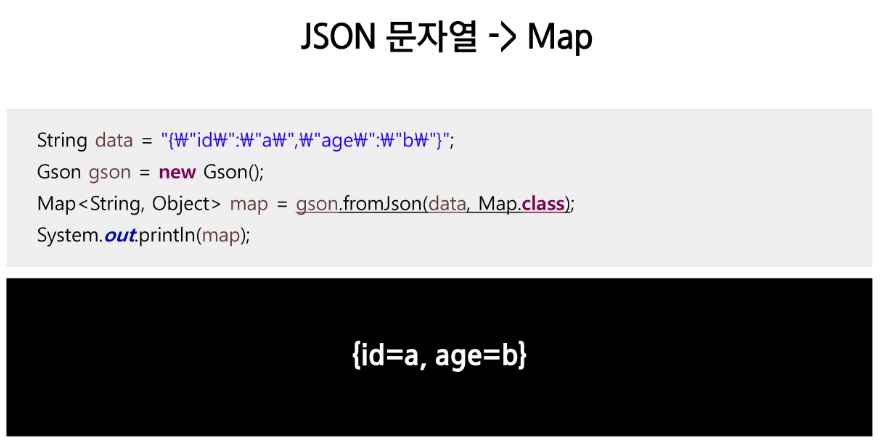 JSON 문자열 -> Map
String data = "{₩"id₩":₩"a₩",₩"age₩":₩"b₩"}";
Gson gson = new Gson();
Map<String, Object> map = gson.fromJson(data, Map.class);
System.out.println(map);
{id=a, age=b}